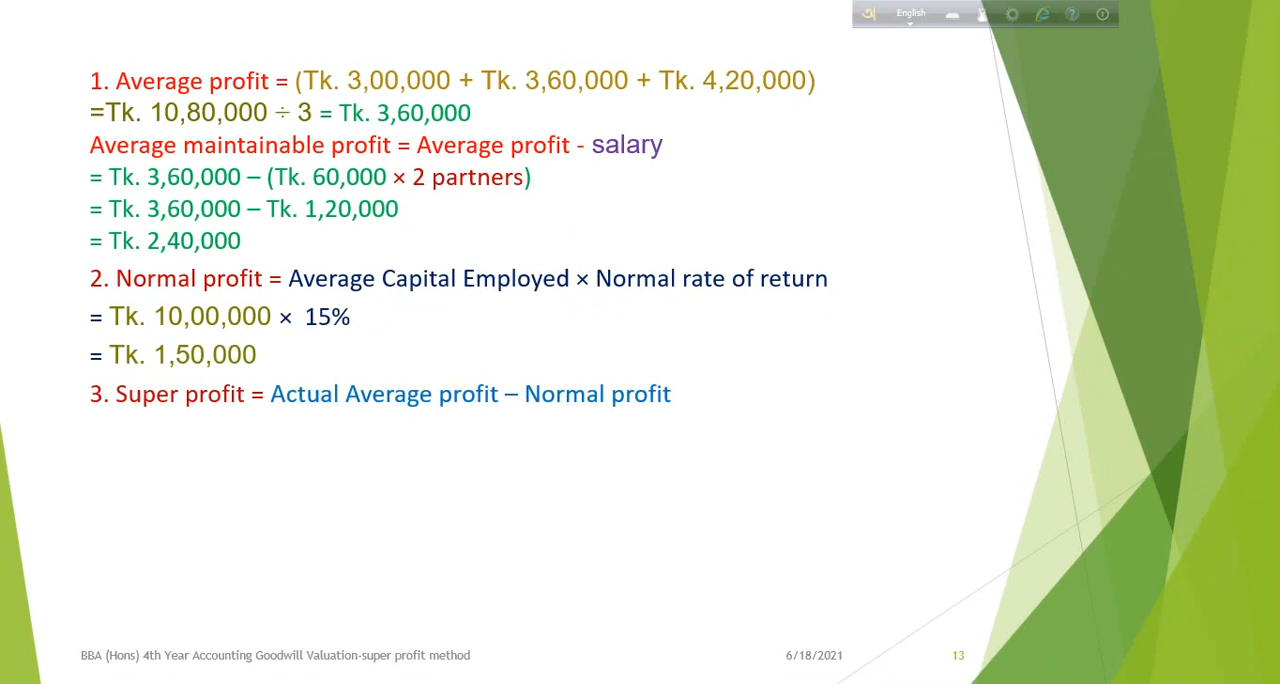 অ English
1. Average profit = (Tk. 3,00,000 + Tk. 3,60,000 + Tk. 4,20,000)
=Tk. 10,80,000 ÷ 3 = Tk. 3,60,000
Average maintainable profit = Average profit - salary
= Tk. 3,60,000 – (Tk. 60,000 × 2 partners)
= Tk. 3,60,000 – Tk. 1,20,000
= Tk. 2,40,000
2. Normal profit = Average Capital Employed × Normal rate of return
= Tk. 10,00,000 × 15%
= Tk. 1,50,000
3. Super profit = Actual Average profit – Normal profit
BBA (Hons) 4th Year Accounting Goodwill Valuation-super profit method 6/18/2021 13